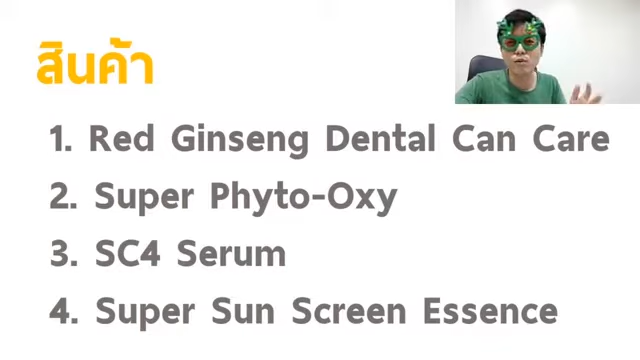 สินค้า
1. Red Ginseng Dental Can Care
2. Super Phyto-Oxy
3. SC4 Serum
4. Super Sun Screen Essence